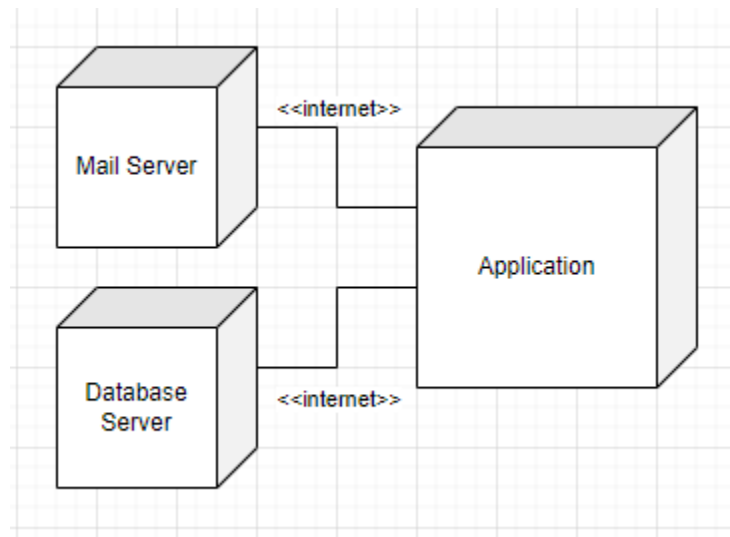 <<internet>>
Mail Server
Application
Database
Server
<<internet>>